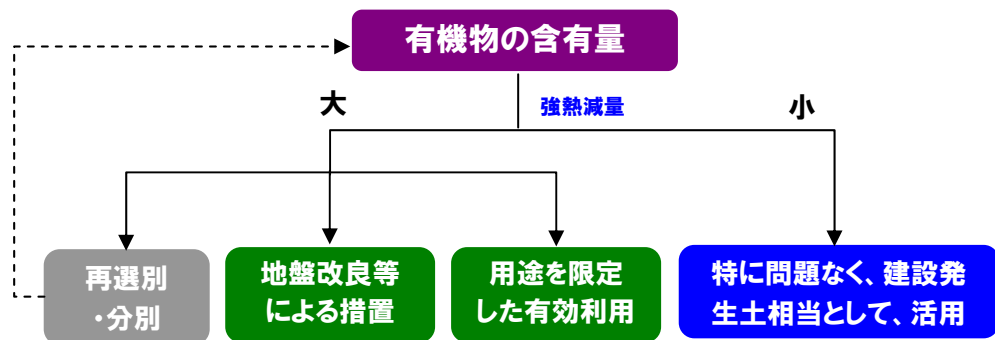 有機物の含有量
大
強熱減量
小
再選別
・分別
地盤改良等
による措置
用途を限定
した有効利用
特に問題なく、建設発
生土相当として、活用